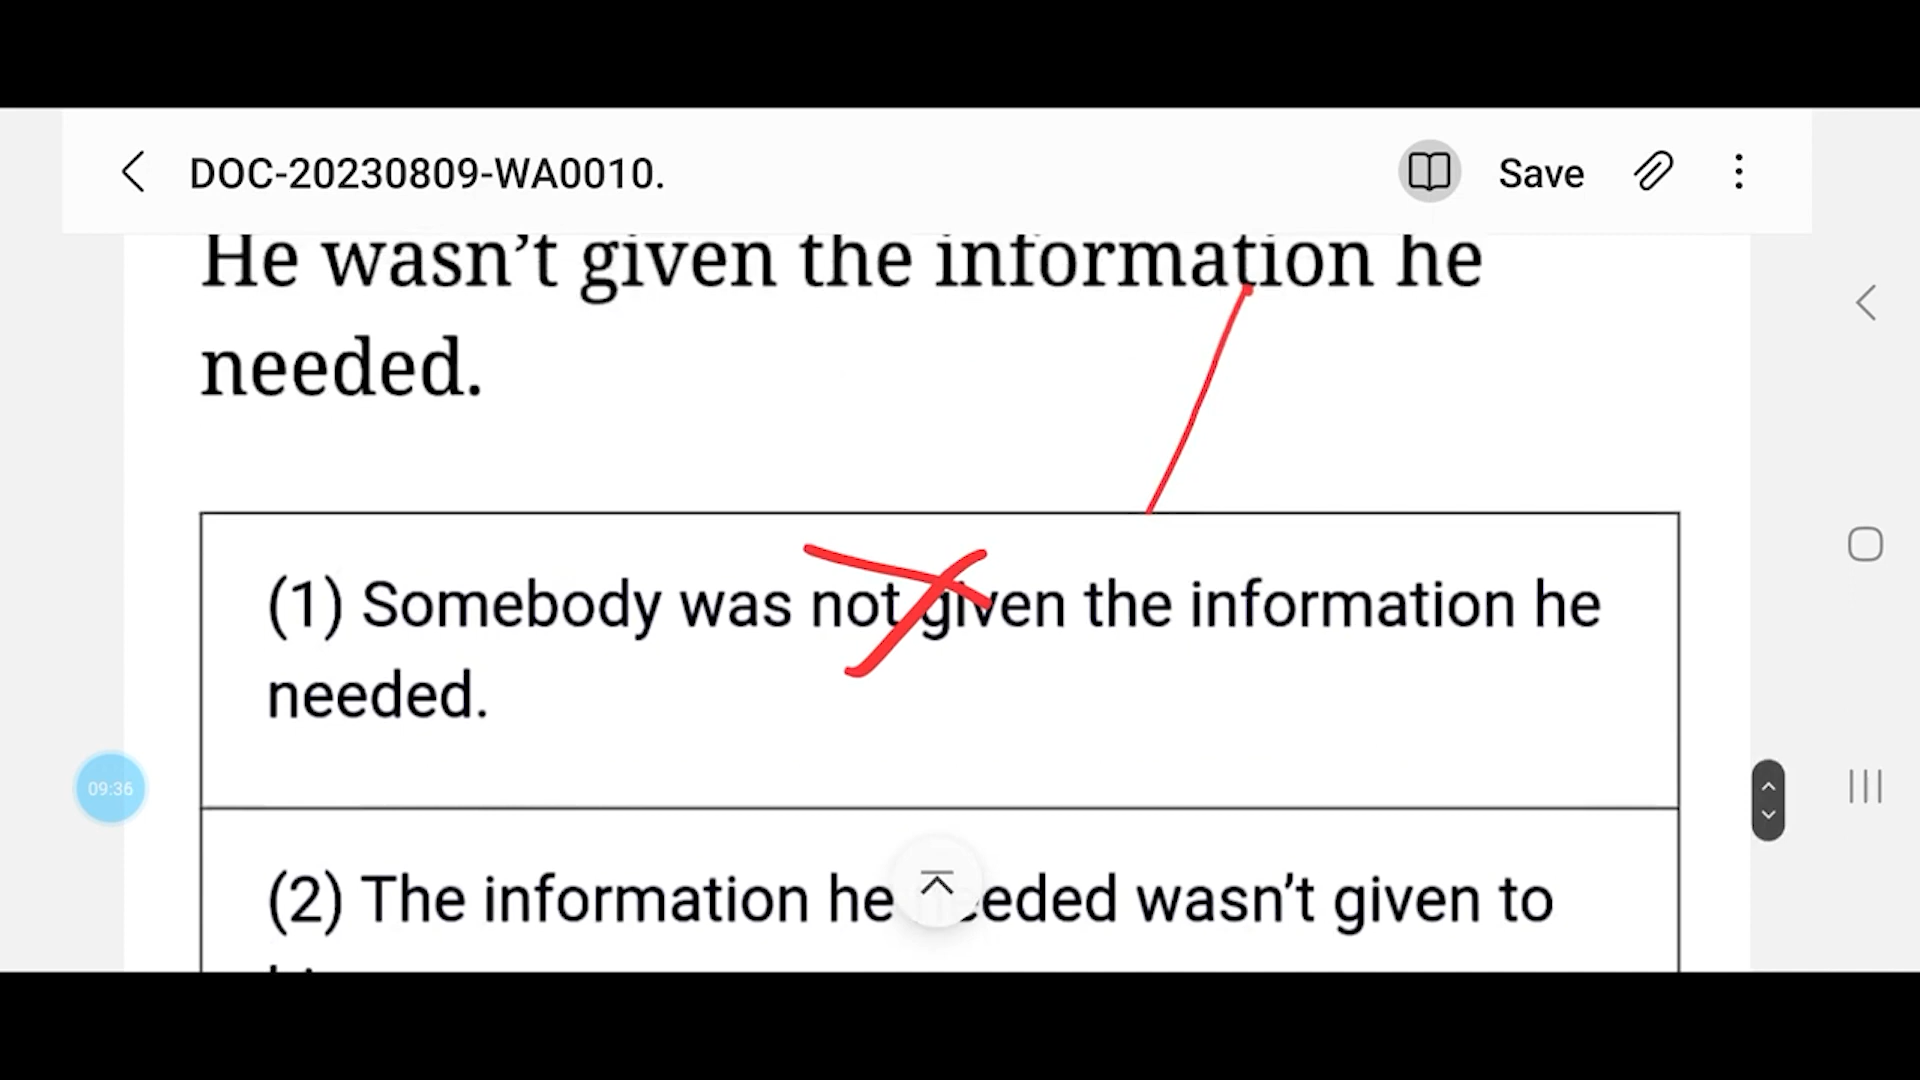 DOC-20230809-WA0010.
Save
He wasn’t given the information he
needed.
(1) Somebody was not given the information he
needed.
09:36
(2) The information he needed wasn’t given to